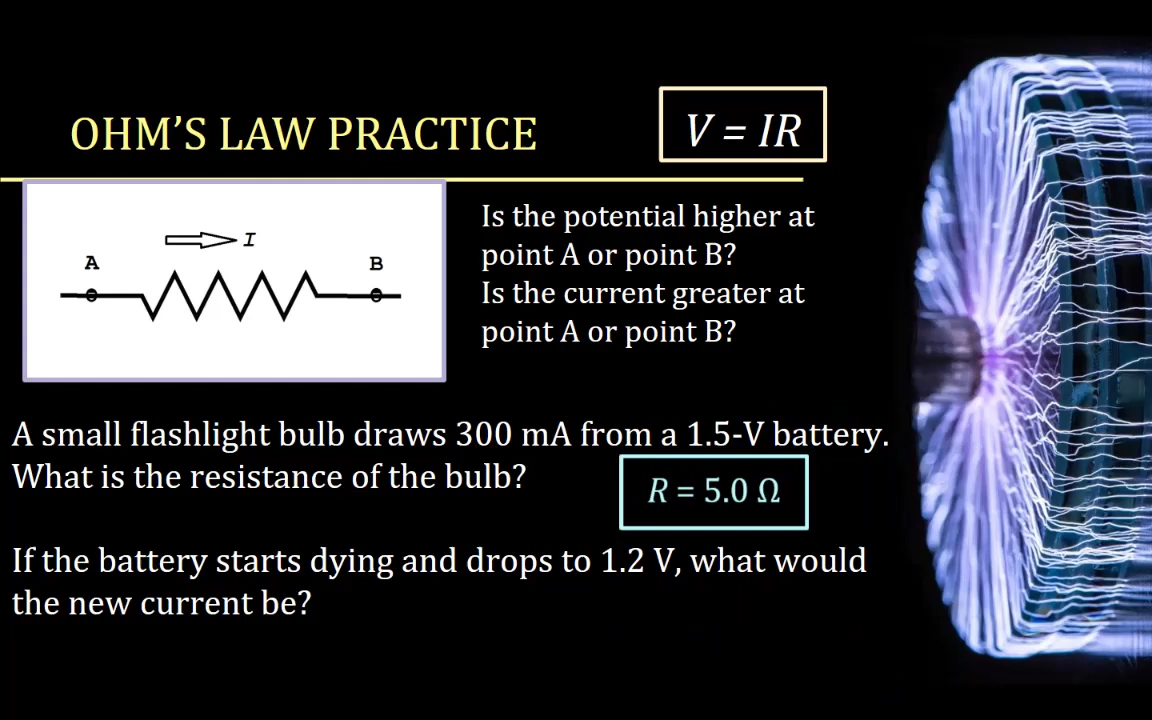 OHM’S LAW PRACTICE
V = IR
I
A
B
Is the potential higher at
point A or point B?
Is the current greater at
point A or point B?
A small flashlight bulb draws 300 mA from a 1.5-V battery.
What is the resistance of the bulb?
R = 5.0 Ω
If the battery starts dying and drops to 1.2 V, what would
the new current be?